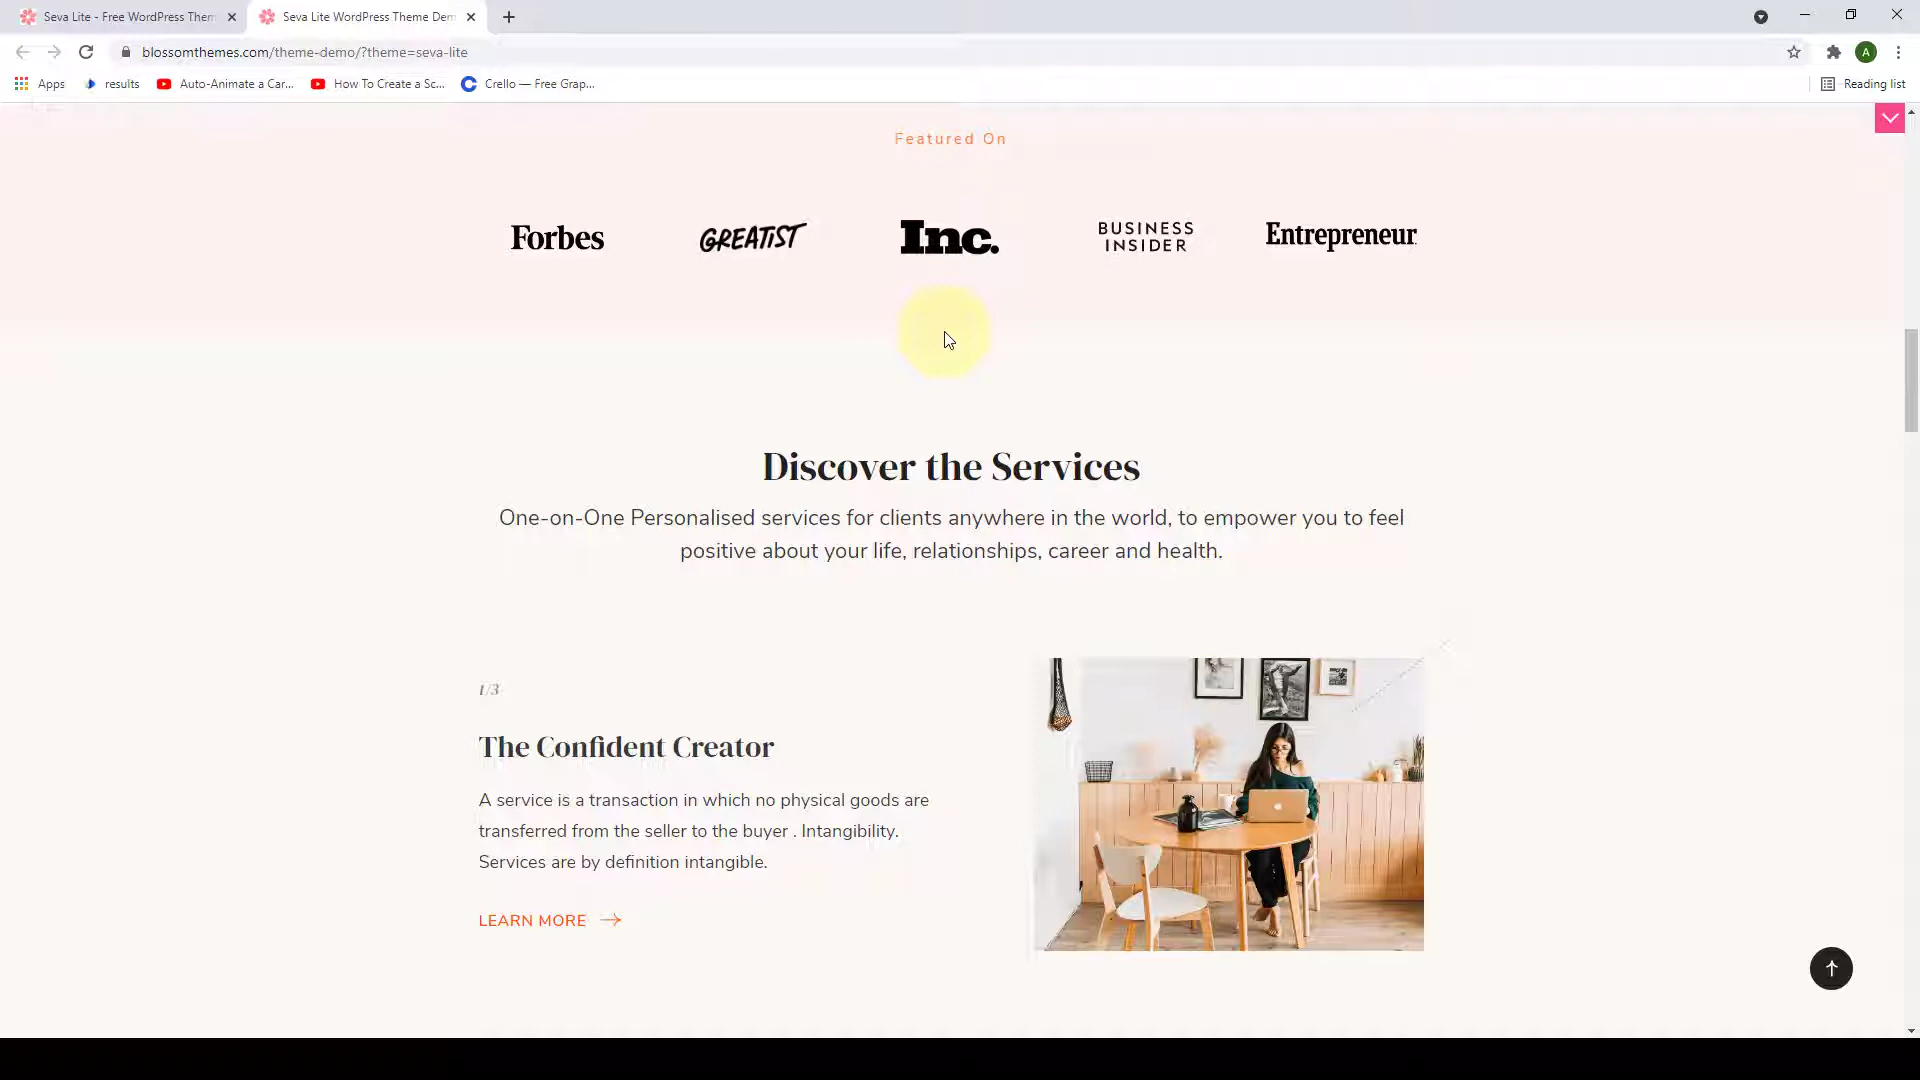 Seva Lite - Free WordPress Them
Seva Lite WordPress Theme Dem
blossomthemes.com/theme-demo/?theme=seva-lite
A
Apps
results
Auto-Animate a Car...
How To Create a Sc...
Crello — Free Grap...
Reading list
Featured On
Forbes
GREATIST
Inc.
BUSINESS
INSIDER
Entrepreneur
Discover the Services
One-on-One Personalised services for clients anywhere in the world, to empower you to feel
positive about your life, relationships, career and health.
1/3
The Confident Creator
A service is a transaction in which no physical goods are
transferred from the seller to the buyer . Intangibility.
Services are by definition intangible.
LEARN MORE